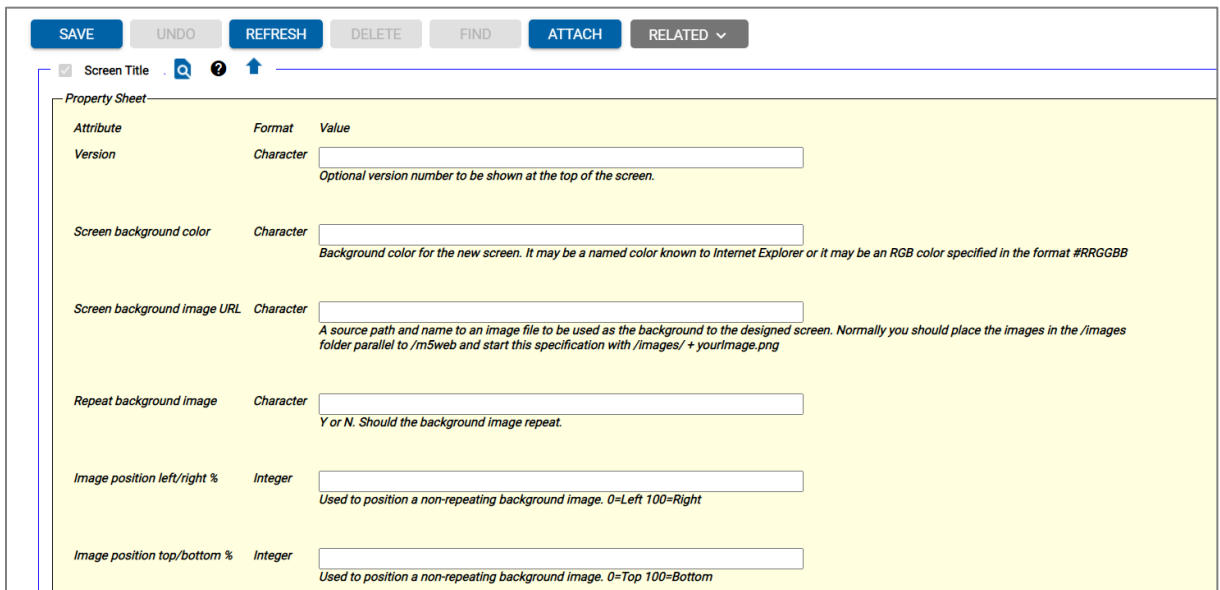 SAVE UNDO REFRESH DELETE FIND ATTACH RELATED
Screen Title .
Property Sheet
Attribute Format Value
Version Character
Optional version number to be shown at the top of the screen.
Screen background color Character
Background color for the new screen. It may be a named color known to Internet Explorer or it may be an RGB color specified in the format #RRGGBB
Screen background image URL Character
A source path and name to an image file to be used as the background to the designed screen. Normally you should place the images in the /images
folder parallel to /m5web and start this specification with /images/ + yourImage.png
Repeat background image Character
Y or N. Should the background image repeat.
Image position left/right % Integer
Used to position a non-repeating background image. 0=Left 100=Right
Image position top/bottom % Integer
Used to position a non-repeating background image. 0=Top 100=Bottom